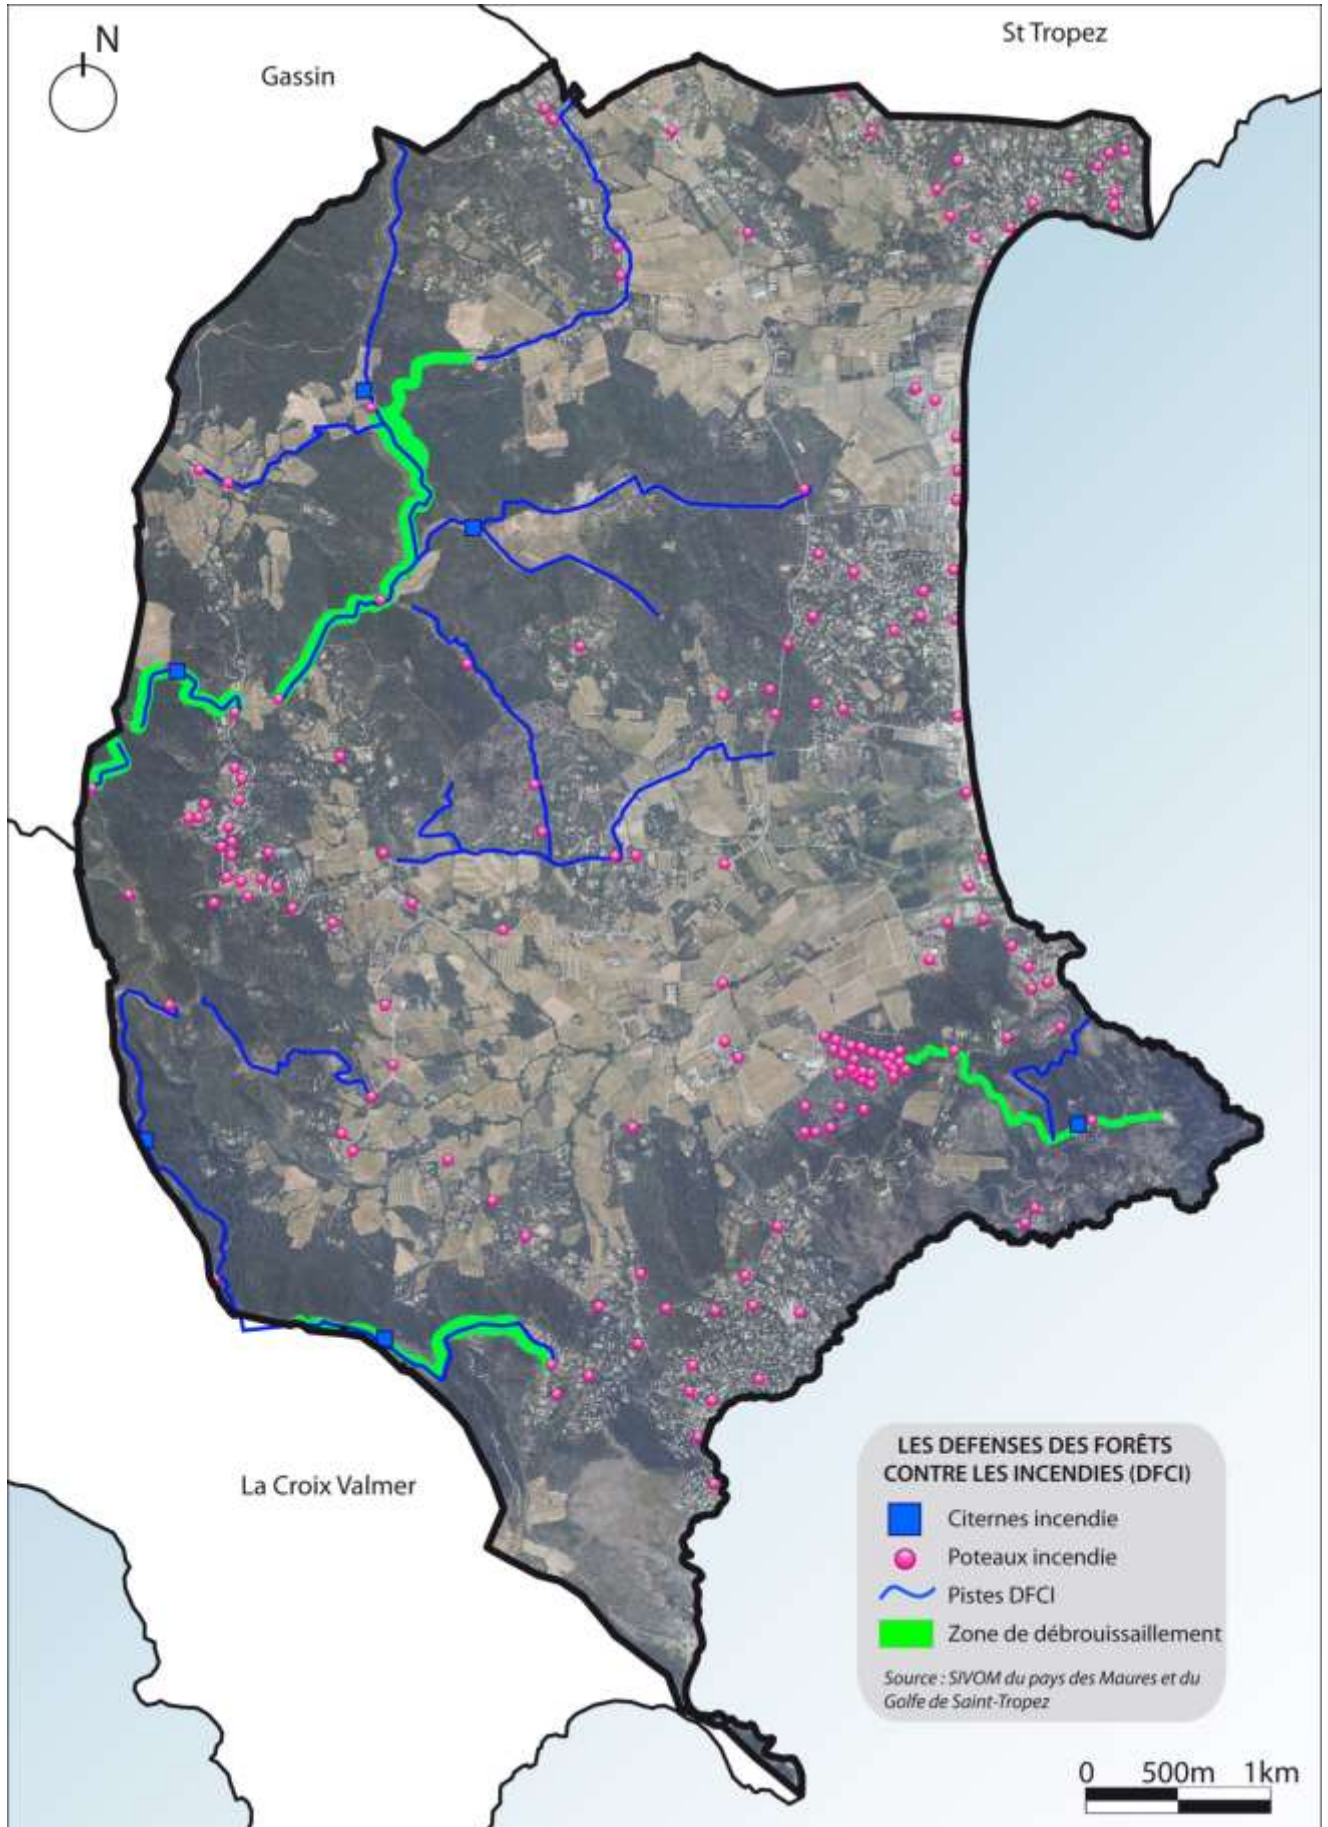 N
St Tropez
Gassin
La Croix Valmer
LES DEFENSES DES FORÊTS
CONTRE LES INCENDIES (DFCI)
Citernes incendie
Poteaux incendie
Pistes DFCI
Zone de débrouissaillement
Source : SIVOM du pays des Maures et du
Golfe de Saint-Tropez
0 500m 1km